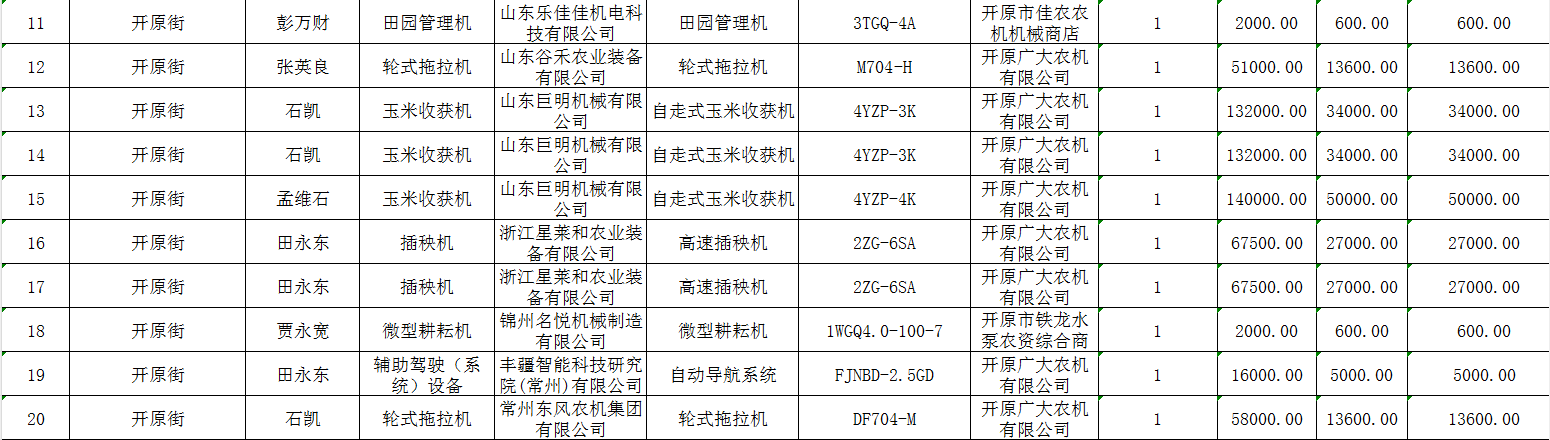 11 开原街 彭万财 田园管理机 山东乐佳佳机电科技有限公司 田园管理机 3TGQ-4A 开原市佳农农机机械商店 1 2000.00 600.00 600.00
12 开原街 张英良 轮式拖拉机 山东谷禾农业装备有限公司 轮式拖拉机 M704-H 开原广大农机有限公司 1 51000.00 13600.00 13600.00
13 开原街 石凯 玉米收获机 山东巨明机械有限公司 自走式玉米收获机 4YZP-3K 开原广大农机有限公司 1 132000.00 34000.00 34000.00
14 开原街 石凯 玉米收获机 山东巨明机械有限公司 自走式玉米收获机 4YZP-3K 开原广大农机有限公司 1 132000.00 34000.00 34000.00
15 开原街 孟维石 玉米收获机 山东巨明机械有限公司 自走式玉米收获机 4YZP-4K 开原广大农机有限公司 1 140000.00 50000.00 50000.00
16 开原街 田永东 插秧机 浙江星莱和农业装备有限公司 高速插秧机 2ZG-6SA 开原广大农机有限公司 1 67500.00 27000.00 27000.00
17 开原街 田永东 插秧机 浙江星莱和农业装备有限公司 高速插秧机 2ZG-6SA 开原广大农机有限公司 1 67500.00 27000.00 27000.00
18 开原街 贾永宽 微型耕耘机 锦州名悦机械制造有限公司 微型耕耘机 1WGQ4.0-100-7 开原市铁龙水泵农资综合商 1 2000.00 600.00 600.00
19 开原街 田永东 辅助驾驶（系统）设备 丰疆智能科技研究院(常州)有限公司 自动导航系统 FJNBD-2.5GD 开原广大农机有限公司 1 16000.00 5000.00 5000.00
20 开原街 石凯 轮式拖拉机 常州东风农机集团有限公司 轮式拖拉机 DF704-M 开原广大农机有限公司 1 58000.00 13600.00 13600.00